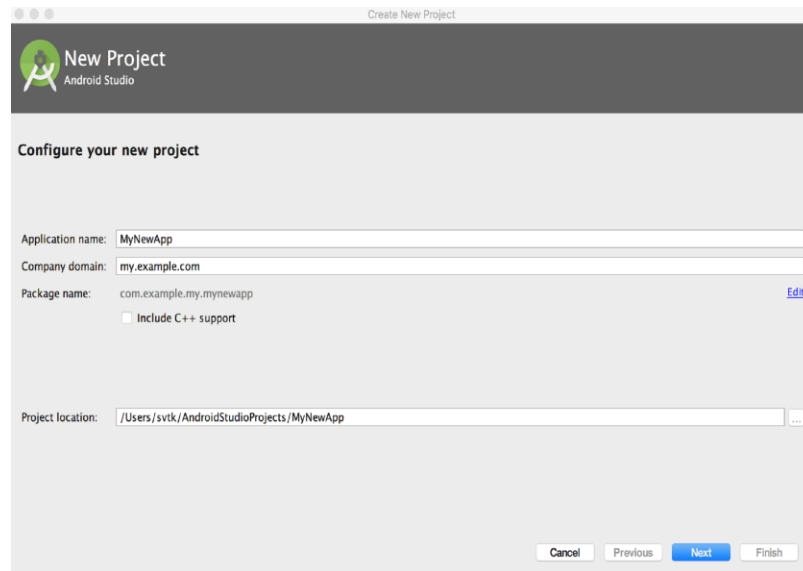 Create New Project
New Project
Android Studio
Configure your new project
Application name: MyNewApp
Company domain: my.example.com
Package name: com.example.my.mynewapp Edit
Include C++ support
Project location: /Users/svtk/AndroidStudioProjects/MyNewApp ...
Cancel Previous Next Finish